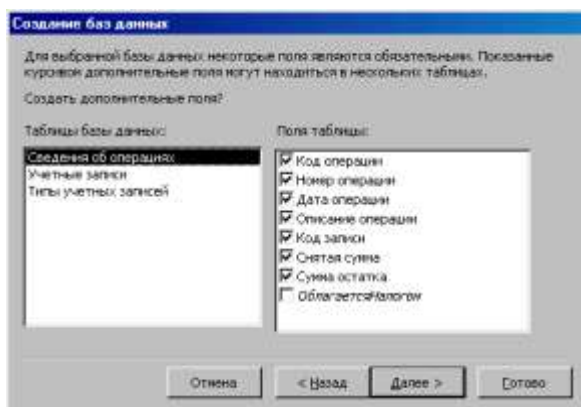 Создание баз данных
Для выбранной базы данных некоторые поля являются обязательными. Показанные
курсивом дополнительные поля могут находиться в нескольких таблицах.
Создать дополнительные поля?
Таблицы базы данных:
Сведения об операциях
Учетные записи
Типы учетных записей
Поля таблицы:
Код операции
Номер операции
Дата операции
Описание операции
Код записи
Снятая сумма
Сумма остатка
ОблагаетсяНалогом
Отмена
< Назад
Далее >
Готово